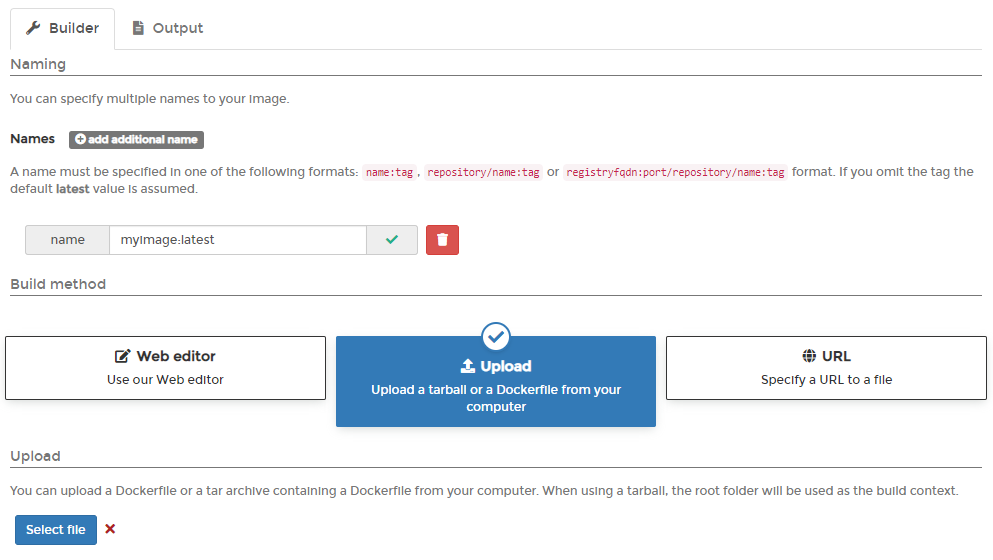 Builder Output
Naming
You can specify multiple names to your image.
Names add additional name
A name must be specified in one of the following formats: name:tag , repository/name:tag or registryfqdn:port/repository/name:tag format. If you omit the tag the
default latest value is assumed.
name myimage:latest
Build method
Web editor
Use our Web editor
Upload
Upload a tarball or a Dockerfile from your
computer
URL
Specify a URL to a file
Upload
You can upload a Dockerfile or a tar archive containing a Dockerfile from your computer. When using a tarball, the root folder will be used as the build context.
Select file